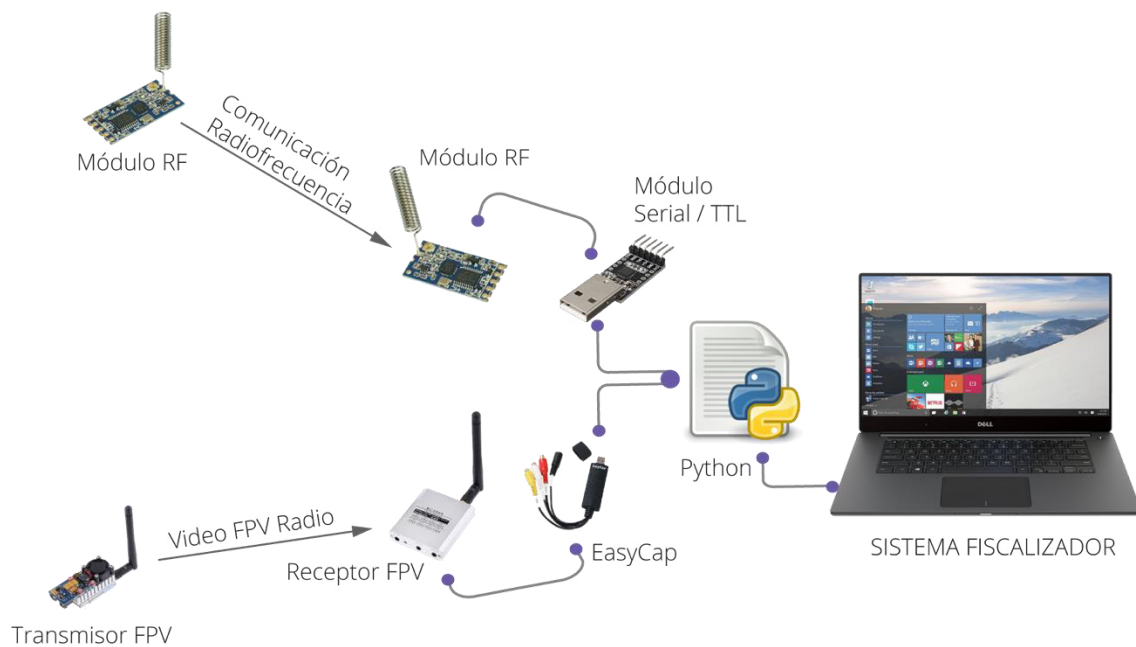 Módulo RF
Comunicación
Radiofrecuencia
Módulo RF
Módulo
Serial / TTL
Python
DELL
SISTEMA FISCALIZADOR
Video FPV Radio
Receptor FPV
EasyCap
Transmisor FPV